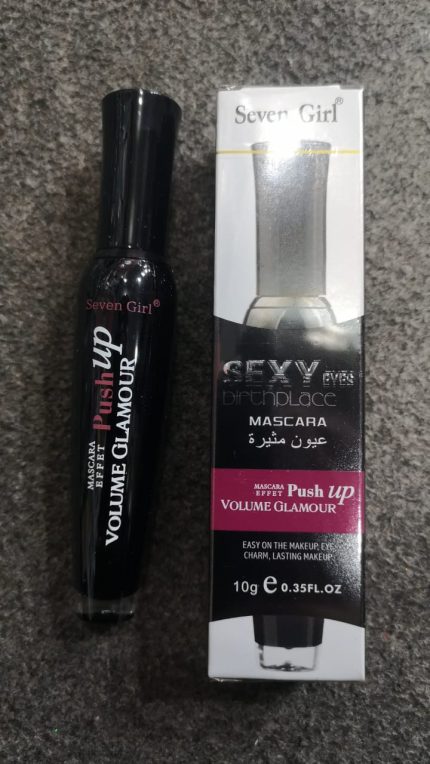 Seven Girl®
MASCARA
EFFET Push up
VOLUME GLAMOUR
Seven Girl®
SEXY EYES
birthplace
MASCARA
عيون مثيرة
MASCARA
EFFET Push up
VOLUME GLAMOUR
EASY ON THE MAKEUP, EYE
CHARM, LASTING MAKEUP.
10g e 0.35FL.OZ